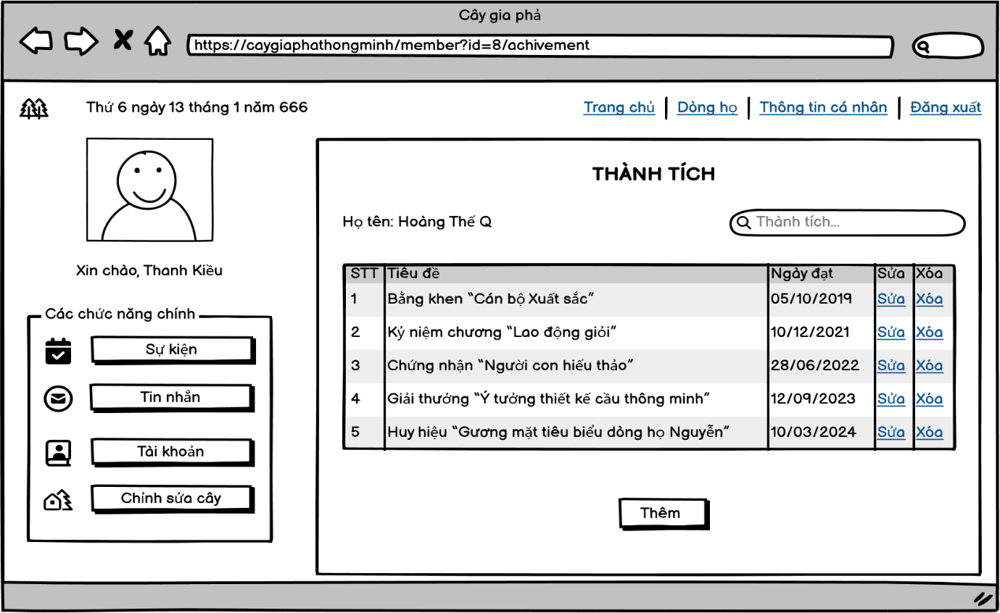 Cây gia phả
https://caygiaphathongminh/member?id=8/achivement
Thứ 6 ngày 13 tháng 1 năm 666
Trang chủ Dòng họ Thông tin cá nhân Đăng xuất
Xin chào, Thanh Kiều
Các chức năng chính
Sự kiện
Tin nhắn
Tài khoản
Chỉnh sửa cây
THÀNH TÍCH
Họ tên: Hoàng Thế Q
Thành tích...
STT Tiêu đề Ngày đạt Sửa Xóa
1 Bằng khen “Cán bộ Xuất sắc” 05/10/2019 Sửa Xóa
2 Kỷ niệm chương “Lao động giỏi” 10/12/2021 Sửa Xóa
3 Chứng nhận “Người con hiếu thảo” 28/06/2022 Sửa Xóa
4 Giải thưởng “Ý tưởng thiết kế cầu thông minh” 12/09/2023 Sửa Xóa
5 Huy hiệu “Gương mặt tiêu biểu dòng họ Nguyễn” 10/03/2024 Sửa Xóa
Thêm